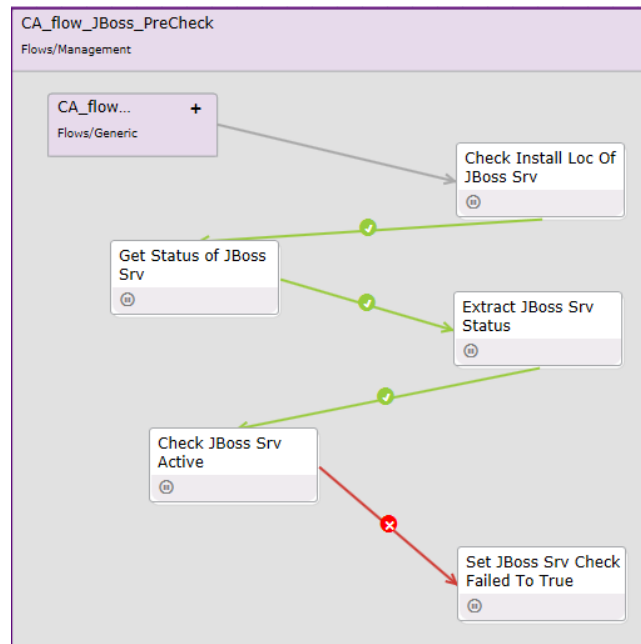 CA_flow_JBoss_PreCheck
Flows/Management
CA_flow...
+
Flows/Generic
Check Install Loc Of
JBoss Srv
Get Status of JBoss
Srv
Extract JBoss Srv
Status
Check JBoss Srv
Active
Set JBoss Srv Check
Failed To True